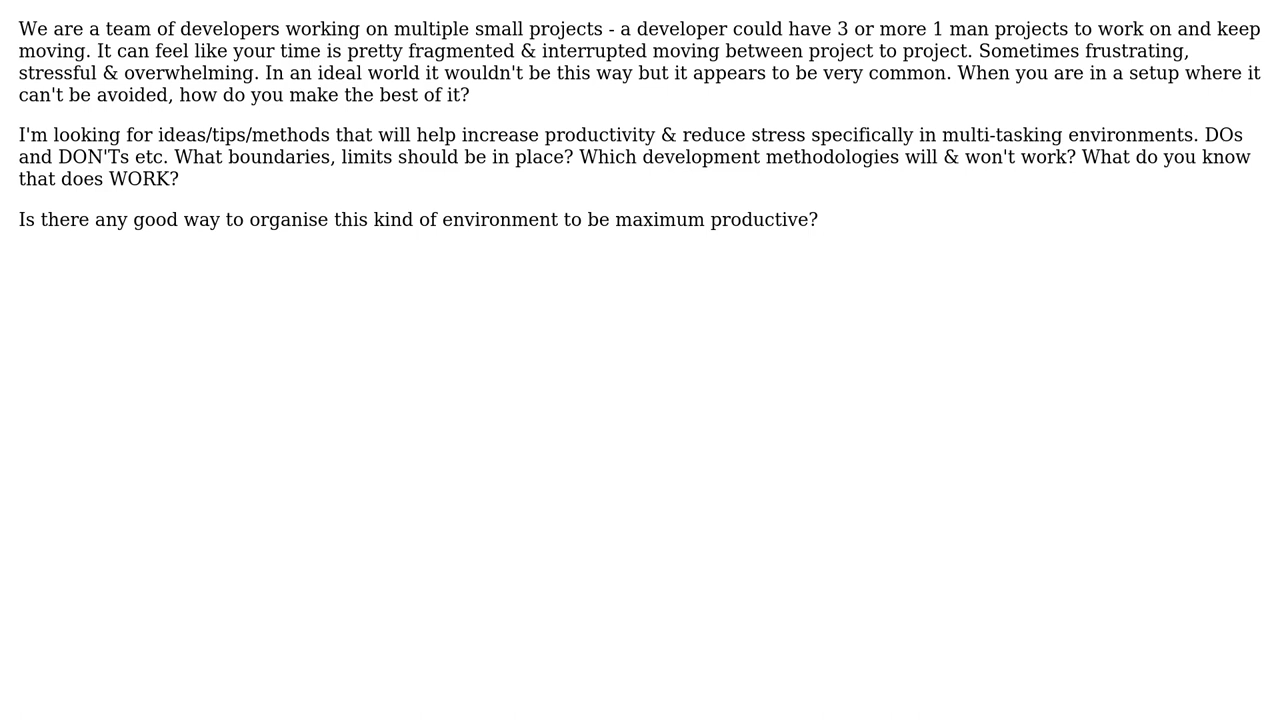 We are a team of developers working on multiple small projects - a developer could have 3 or more 1 man projects to work on and keep
moving. It can feel like your time is pretty fragmented & interrupted moving between project to project. Sometimes frustrating,
stressful & overwhelming. In an ideal world it wouldn't be this way but it appears to be very common. When you are in a setup where it
can't be avoided, how do you make the best of it?
I'm looking for ideas/tips/methods that will help increase productivity & reduce stress specifically in multi-tasking environments. DOs
and DON'Ts etc. What boundaries, limits should be in place? Which development methodologies will & won't work? What do you know
that does WORK?
Is there any good way to organise this kind of environment to be maximum productive?